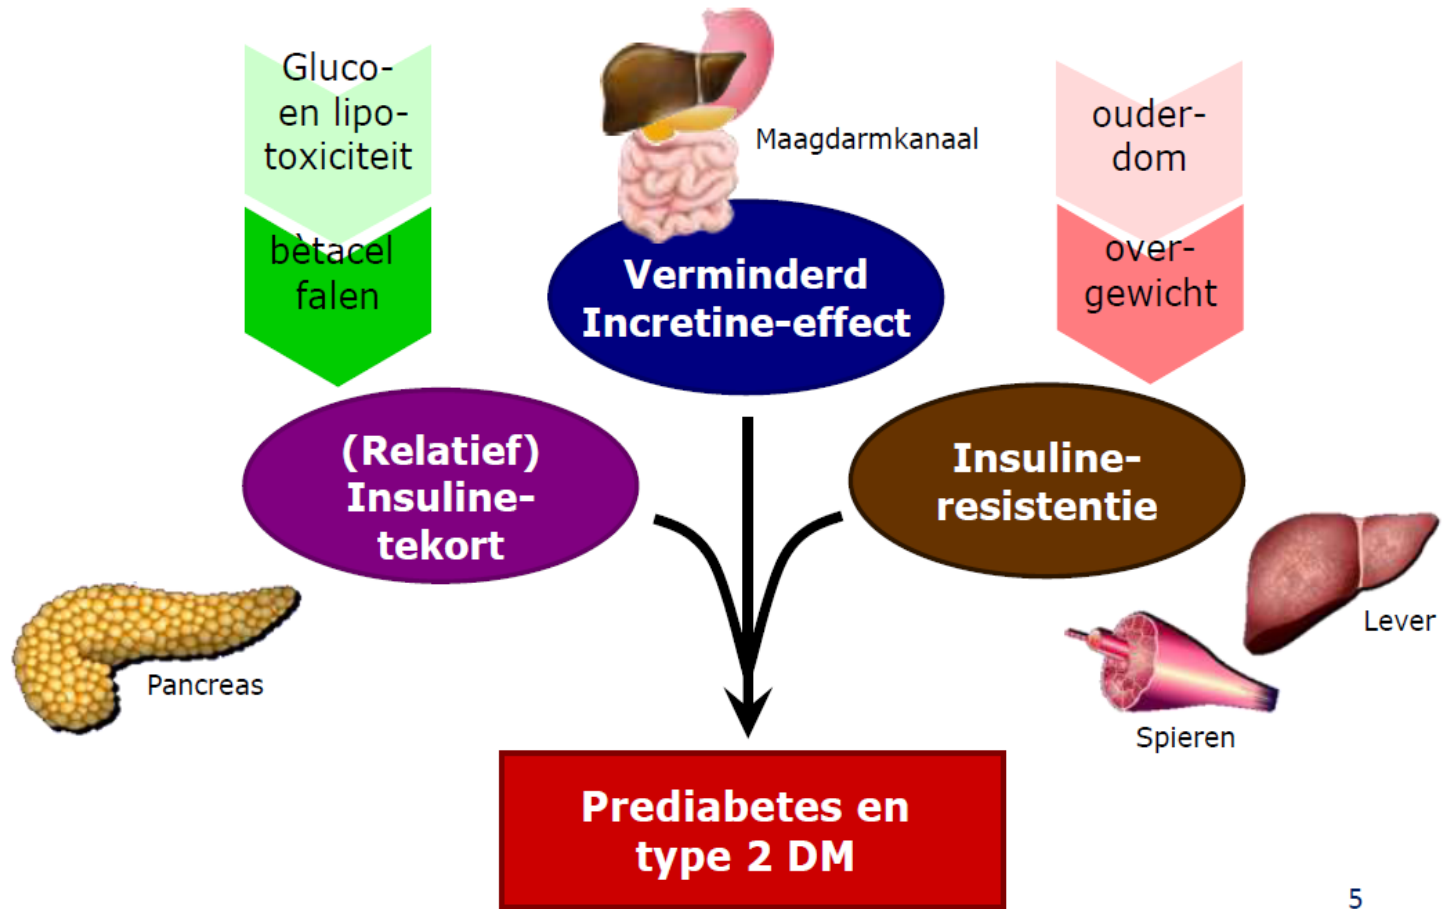 Gluco-
en lipo-
toxiciteit
bètacel
falen
Maagdarmkanaal
Verminderd
Incretine-effect
ouder-
dom
over-
gewicht
(Relatief)
Insuline-
tekort
Insuline-
resistentie
Pancreas
Lever
Spieren
Prediabetes en
type 2 DM
5